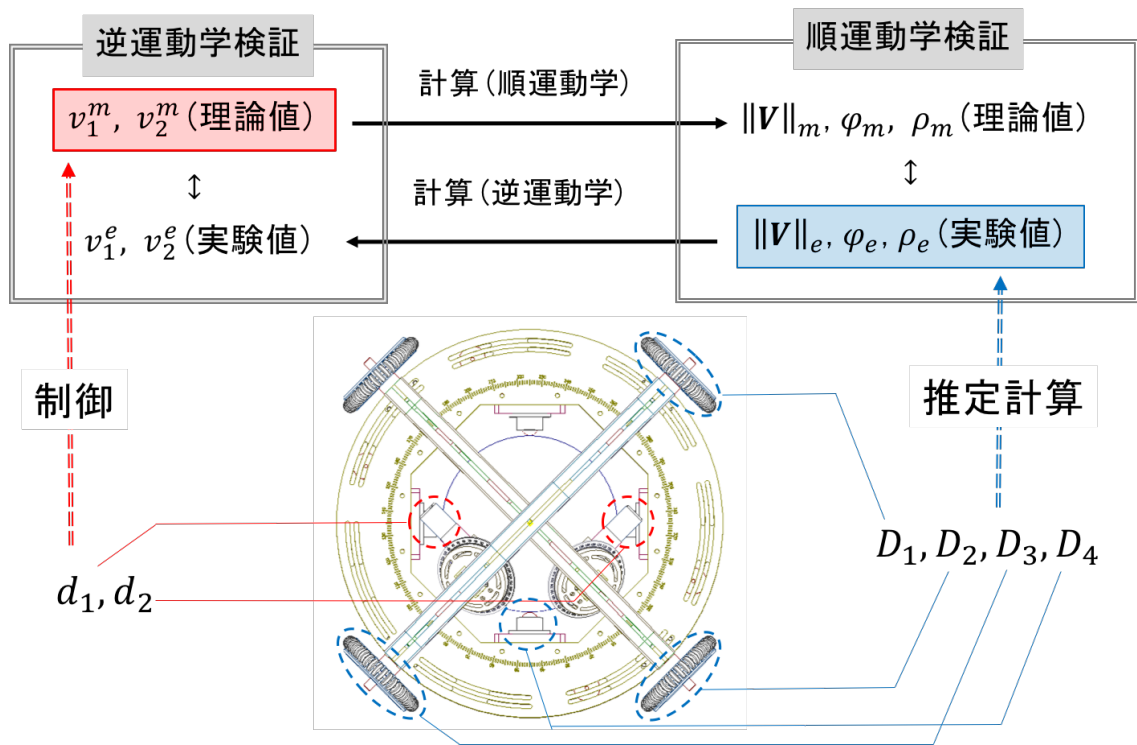 逆運動学検証
順運動学検証
計算(順運動学)
v₁ᵐ, v₂ᵐ(理論値)
‖V‖ₘ, φₘ, ρₘ(理論値)
↕
↕
計算(逆運動学)
v₁ᵉ, v₂ᵉ(実験値)
‖V‖ₑ, φₑ, ρₑ(実験値)
制御
推定計算
d₁, d₂
D₁, D₂, D₃, D₄